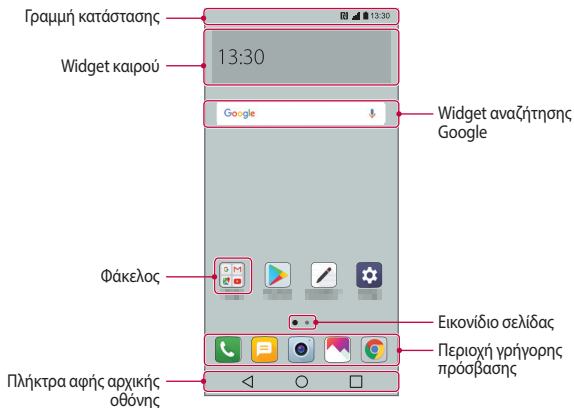 Γραμμή κατάστασης
13:30
Widget καιρού
13:30
Google
Widget αναζήτησης
Google
Φάκελος
Εικονίδιο σελίδας
Περιοχή γρήγορης
πρόσβασης
Πλήκτρα αφής αρχικής
οθόνης